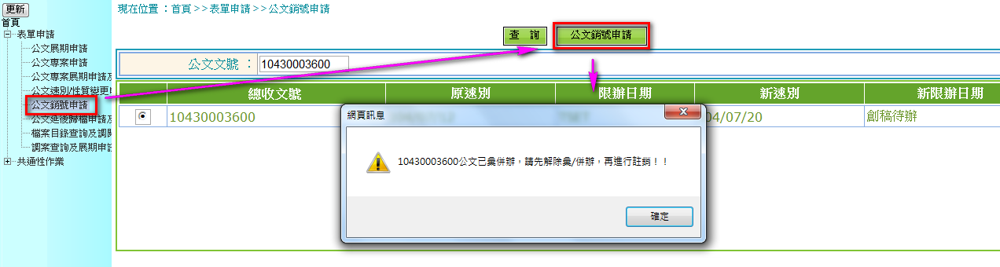 更新
現在位置：首頁>>表單申請>>公文銷號申請
首頁
表單申請
公文展期申請
公文專案申請
公文專案展期申請及
公文速別/性質變更申
公文銷號申請
公文延後歸檔申請及
檔案目錄查詢及調閱
調案查詢及展期申請
共通性作業
查 詢
公文銷號申請
公文文號：
10430003600
總收文號 原速別 限辦日期 新速別 新限辦日期
10430003600 04/07/20 創稿待辦
網頁訊息
10430003600公文已彙併辦，請先解除彙/併辦，再進行註銷！！
確定